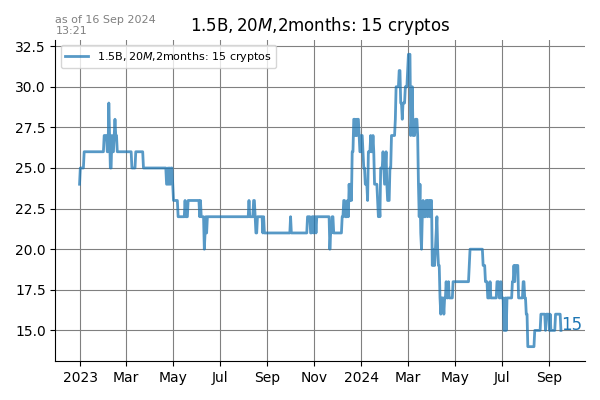 as of 16 Sep 2024
13:21
1.5B, 20M, 2months: 15 cryptos
1.5B, 20M, 2months: 15 cryptos
32.5
30.0
27.5
25.0
22.5
20.0
17.5
15.0
15
2023 Mar May Jul Sep Nov 2024 Mar May Jul Sep